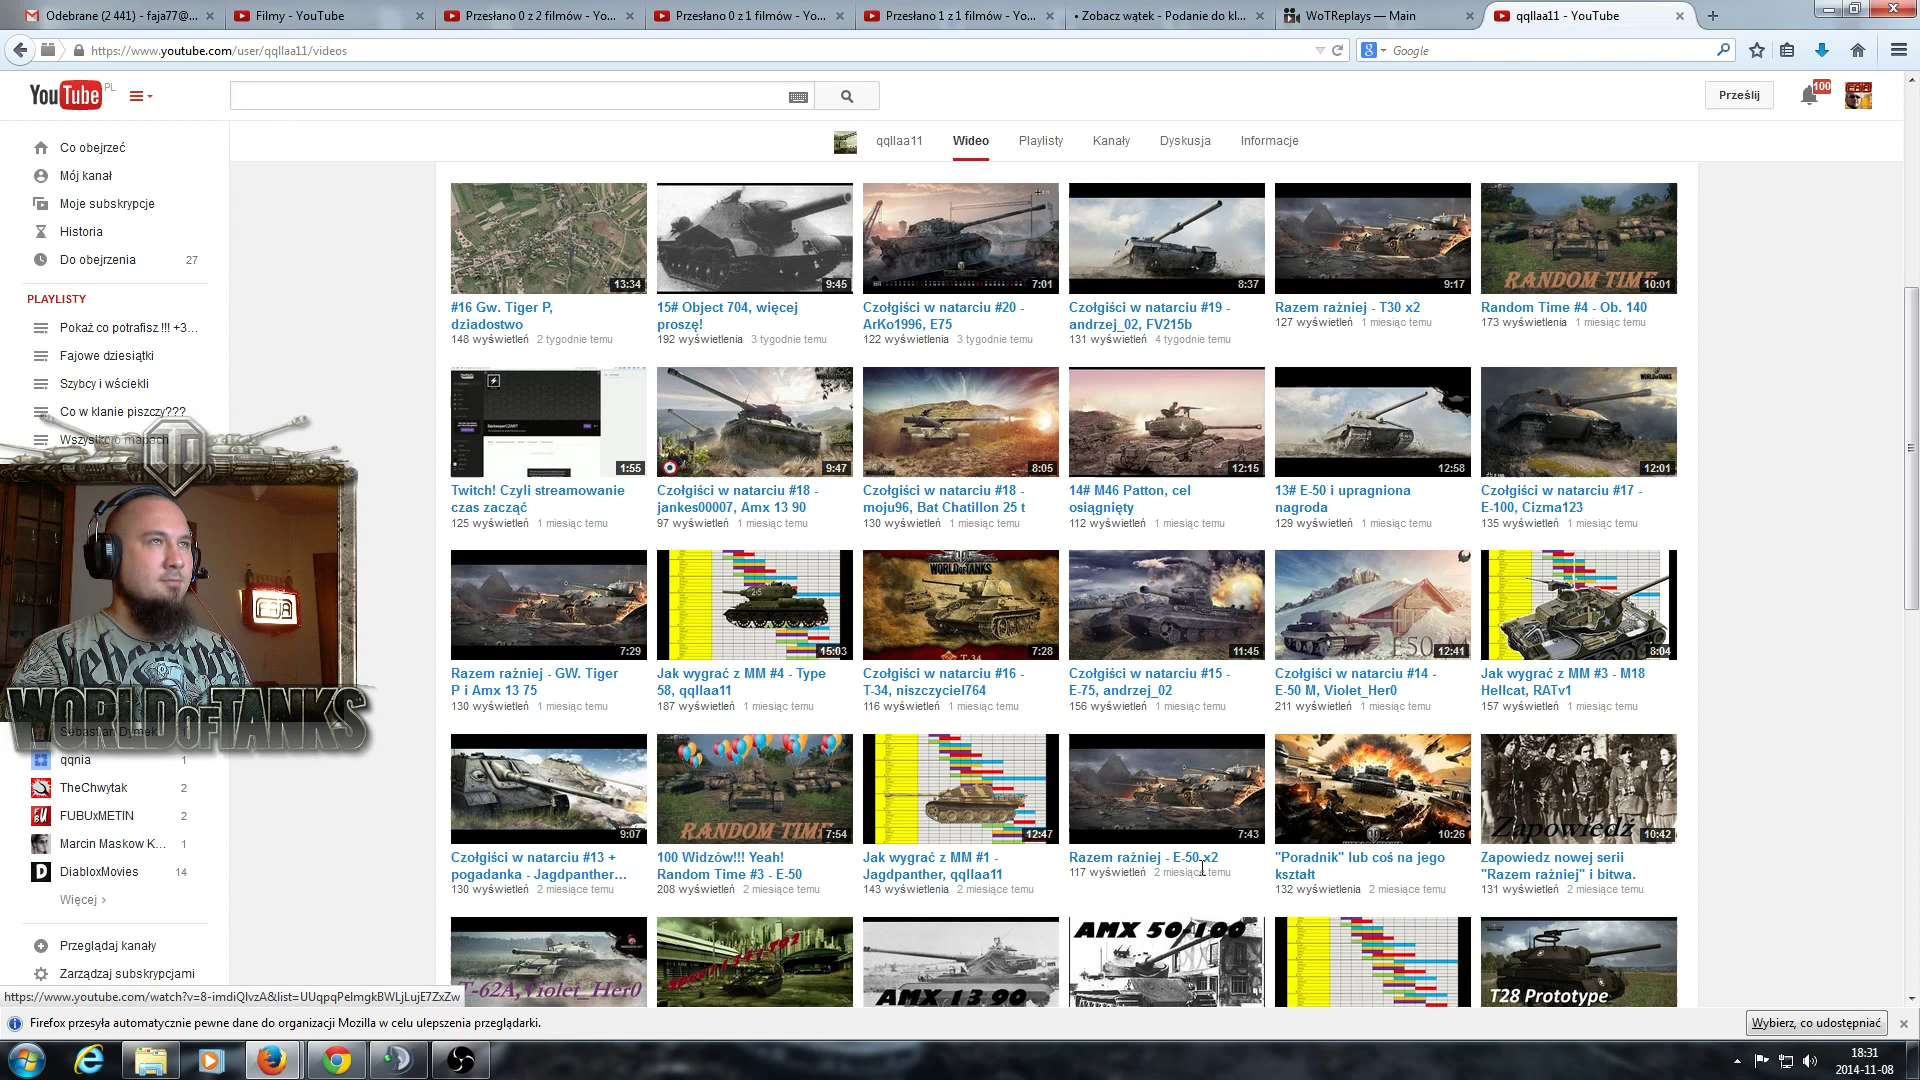 Odebrane (2 441) - faja77@...
Filmy - YouTube
Przesłano 0 z 2 filmów - Yo...
Przesłano 0 z 1 filmów - Yo...
Przesłano 1 z 1 filmów - Yo...
• Zobacz wątek - Podanie do kl...
WoTReplays — Main
qqllaa11 - YouTube
https://www.youtube.com/user/qqllaa11/videos
Google
YouTube PL
Prześlij
100
qqllaa11
Wideo
Playlisty
Kanały
Dyskusja
Informacje
Co obejrzeć
Mój kanał
Moje subskrypcje
Historia
Do obejrzenia 27
PLAYLISTY
Pokaż co potrafisz !!! +3...
Fajowe dziesiątki
Szybcy i wściekli
Co w klanie piszczy???
Wszystko o mapach
WORLD OF TANKS
FAJA
Sebastian Dymek
qqnia 1
TheChwytak 2
FUBUxMETIN 2
Marcin Maskow K... 1
DiabloxMovies 14
Więcej ›
Przeglądaj kanały
Zarządzaj subskrypcjami
13:34
#16 Gw. Tiger P,
dziadostwo
148 wyświetleń 2 tygodnie temu
9:45
15# Object 704, więcej
proszę!
192 wyświetlenia 3 tygodnie temu
7:01
Czołgiści w natarciu #20 -
ArKo1996, E75
122 wyświetlenia 3 tygodnie temu
8:37
Czołgiści w natarciu #19 -
andrzej_02, FV215b
131 wyświetleń 4 tygodnie temu
9:17
Razem raźniej - T30 x2
127 wyświetleń 1 miesiąc temu
RANDOM TIME
10:01
Random Time #4 - Ob. 140
173 wyświetlenia 1 miesiąc temu
1:55
Twitch! Czyli streamowanie
czas zacząć
125 wyświetleń 1 miesiąc temu
9:47
Czołgiści w natarciu #18 -
jankes00007, Amx 13 90
97 wyświetleń 1 miesiąc temu
8:05
Czołgiści w natarciu #18 -
moju96, Bat Chatillon 25 t
130 wyświetleń 1 miesiąc temu
12:15
14# M46 Patton, cel
osiągnięty
112 wyświetleń 1 miesiąc temu
12:58
13# E-50 i upragniona
nagroda
129 wyświetleń 1 miesiąc temu
WORLD OF TANKS
12:01
Czołgiści w natarciu #17 -
E-100, Cizma123
135 wyświetleń 1 miesiąc temu
7:29
Razem raźniej - GW. Tiger
P i Amx 13 75
130 wyświetleń 1 miesiąc temu
15:03
Jak wygrać z MM #4 - Type
58, qqllaa11
187 wyświetleń 1 miesiąc temu
WORLD OF TANKS
T-34
7:28
Czołgiści w natarciu #16 -
T-34, niszczyciel764
116 wyświetleń 1 miesiąc temu
11:45
Czołgiści w natarciu #15 -
E-75, andrzej_02
156 wyświetleń 1 miesiąc temu
E-50 M
12:41
Czołgiści w natarciu #14 -
E-50 M, Violet_Her0
211 wyświetleń 1 miesiąc temu
8:04
Jak wygrać z MM #3 - M18
Hellcat, RATv1
157 wyświetleń 1 miesiąc temu
9:07
Czołgiści w natarciu #13 +
pogadanka - Jagdpanther...
130 wyświetleń 2 miesiące temu
RANDOM TIME
7:54
100 Widzów!!! Yeah!
Random Time #3 - E-50
208 wyświetleń 2 miesiące temu
12:47
Jak wygrać z MM #1 -
Jagdpanther, qqllaa11
143 wyświetlenia 2 miesiące temu
7:43
Razem raźniej - E-50 x2
117 wyświetleń 2 miesiące temu
10:26
"Poradnik" lub coś na jego
kształt
132 wyświetlenia 2 miesiące temu
Zapowiedź
10:42
Zapowiedz nowej serii
"Razem raźniej" i bitwa.
131 wyświetleń 2 miesiące temu
T-62A, Violet_Her0
AMX 13 90
AMX 50-100
T28 Prototype
https://www.youtube.com/watch?v=8-imdiQlvzA&list=UUqpqPelmgkBWLjLujE7ZxZw
Firefox przesyła automatycznie pewne dane do organizacji Mozilla w celu ulepszenia przeglądarki.
Wybierz, co udostępniać
18:31
2014-11-08